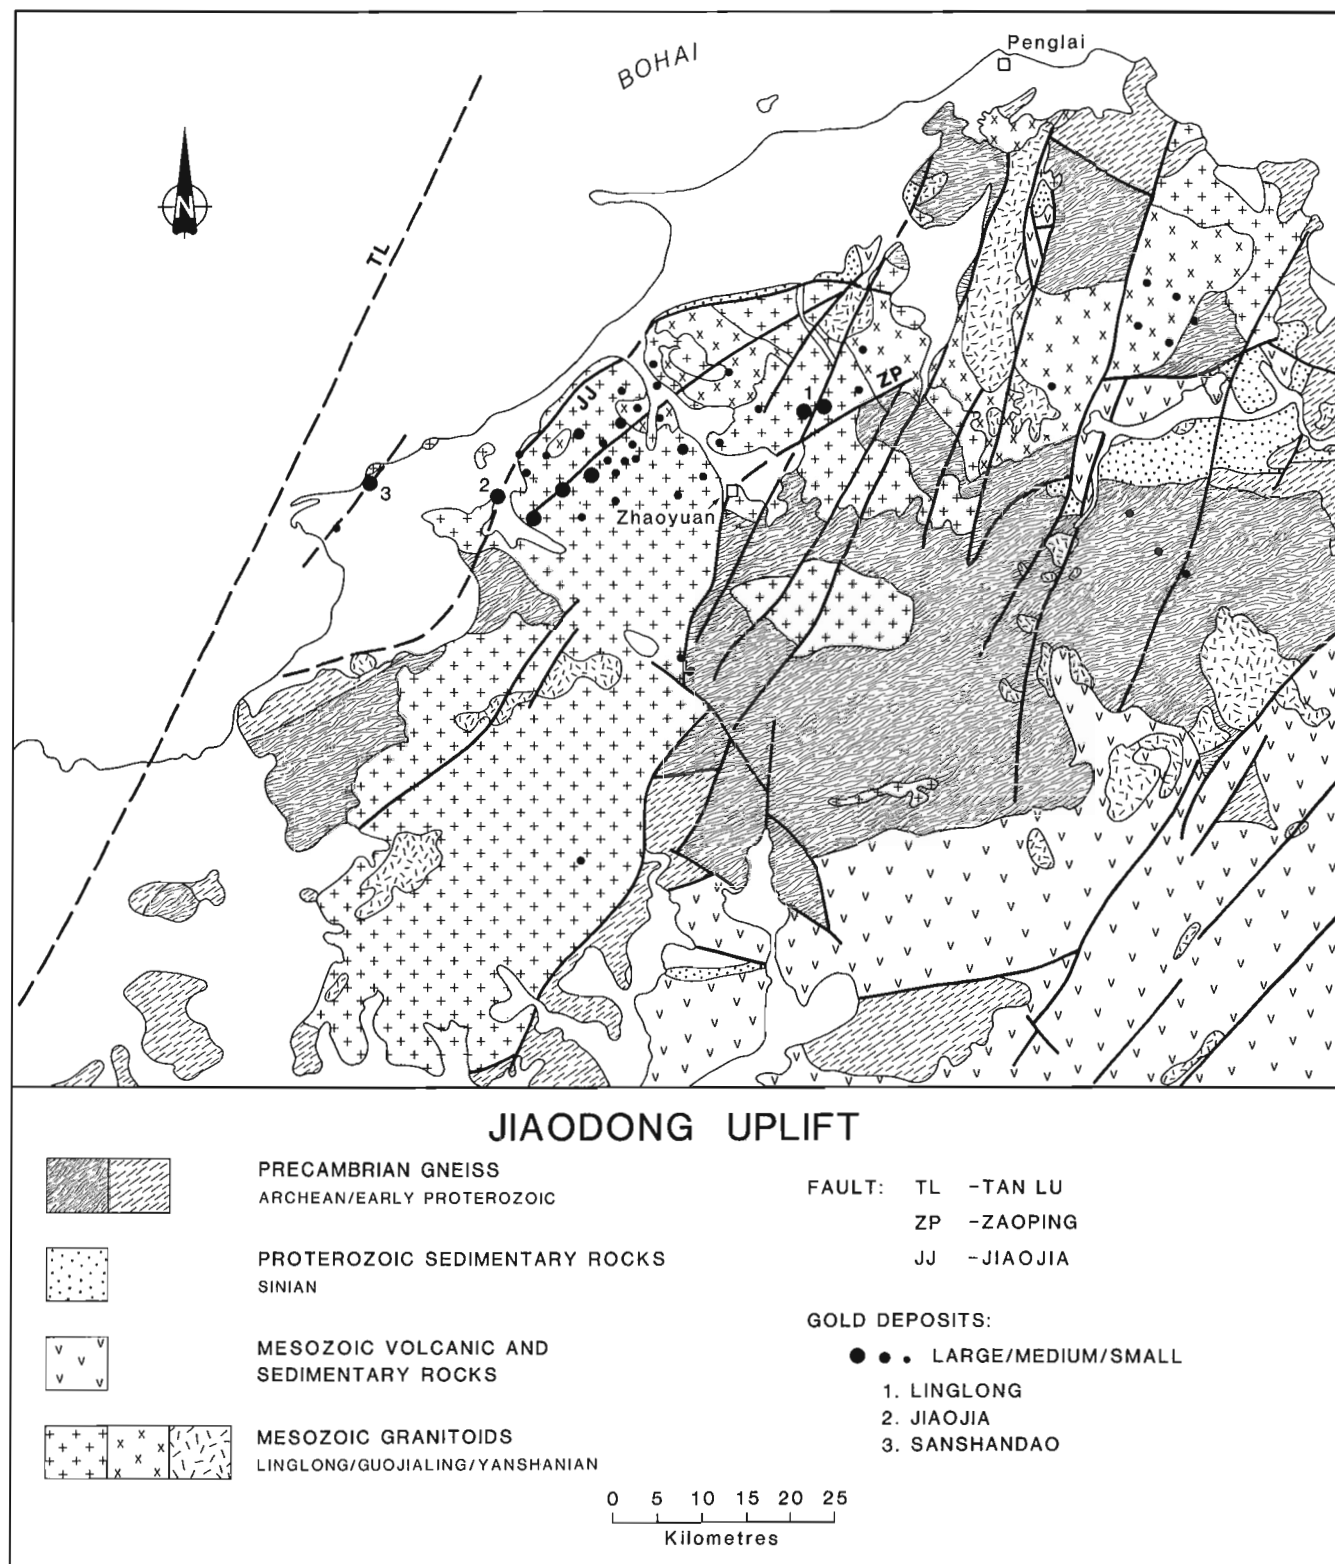 Penglai
BOHAI
N
TL
ZP
1
JJ
2
3
Zhaoyuan
JIAODONG UPLIFT
PRECAMBRIAN GNEISS
ARCHEAN/EARLY PROTEROZOIC
PROTEROZOIC SEDIMENTARY ROCKS
SINIAN
MESOZOIC VOLCANIC AND
SEDIMENTARY ROCKS
MESOZOIC GRANITOIDS
LINGLONG/GUOJIALING/YANSHANIAN
FAULT: TL -TAN LU
ZP -ZAOPING
JJ -JIAOJIA
GOLD DEPOSITS:
LARGE/MEDIUM/SMALL
1. LINGLONG
2. JIAOJIA
3. SANSHANDAO
0 5 10 15 20 25
Kilometres